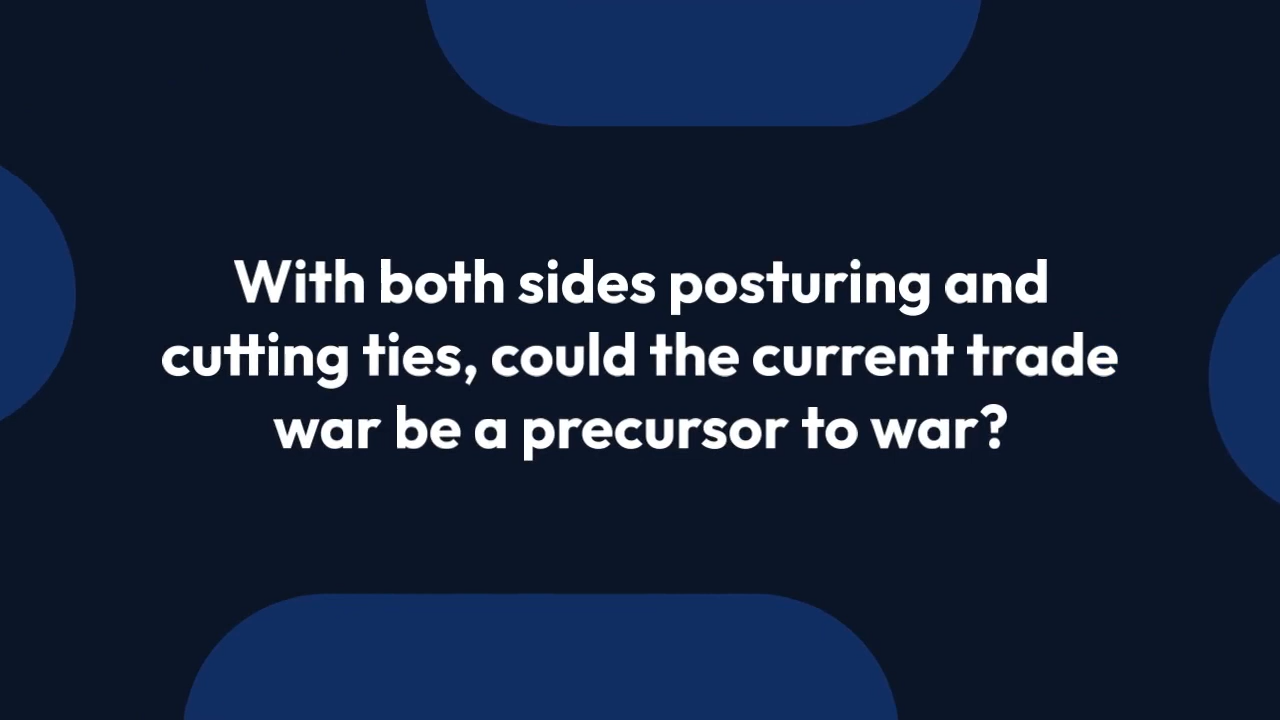 With both sides posturing and
cutting ties, could the current trade
war be a precursor to war?